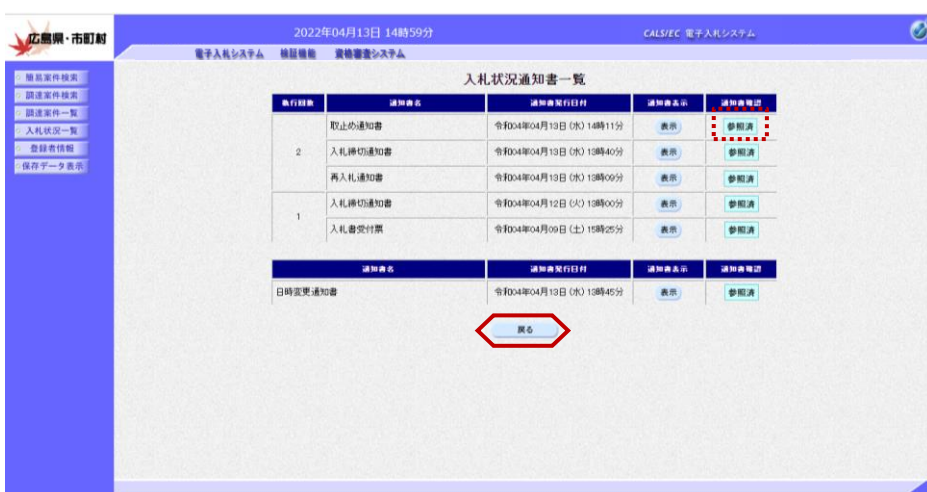 広島県・市町村
2022年04月13日 14時59分
CALS/EC 電子入札システム
電子入札システム 検証機能 資格審査システム
簡易案件検索
調達案件検索
調達案件一覧
入札状況一覧
登録者情報
保存データ表示
入札状況通知書一覧
執行回数 通知書名 通知書発行日付 通知書表示 通知書確認
取止め通知書 令和04年04月13日 (水) 14時11分 表示 参照済
2 入札締切通知書 令和04年04月13日 (水) 13時40分 表示 参照済
再入札通知書 令和04年04月13日 (水) 13時09分 表示 参照済
1 入札締切通知書 令和04年04月12日 (火) 13時00分 表示 参照済
入札書受付票 令和04年04月09日 (土) 15時25分 表示 参照済
通知書名 通知書発行日付 通知書表示 通知書確認
日時変更通知書 令和04年04月13日 (水) 13時45分 表示 参照済
戻る